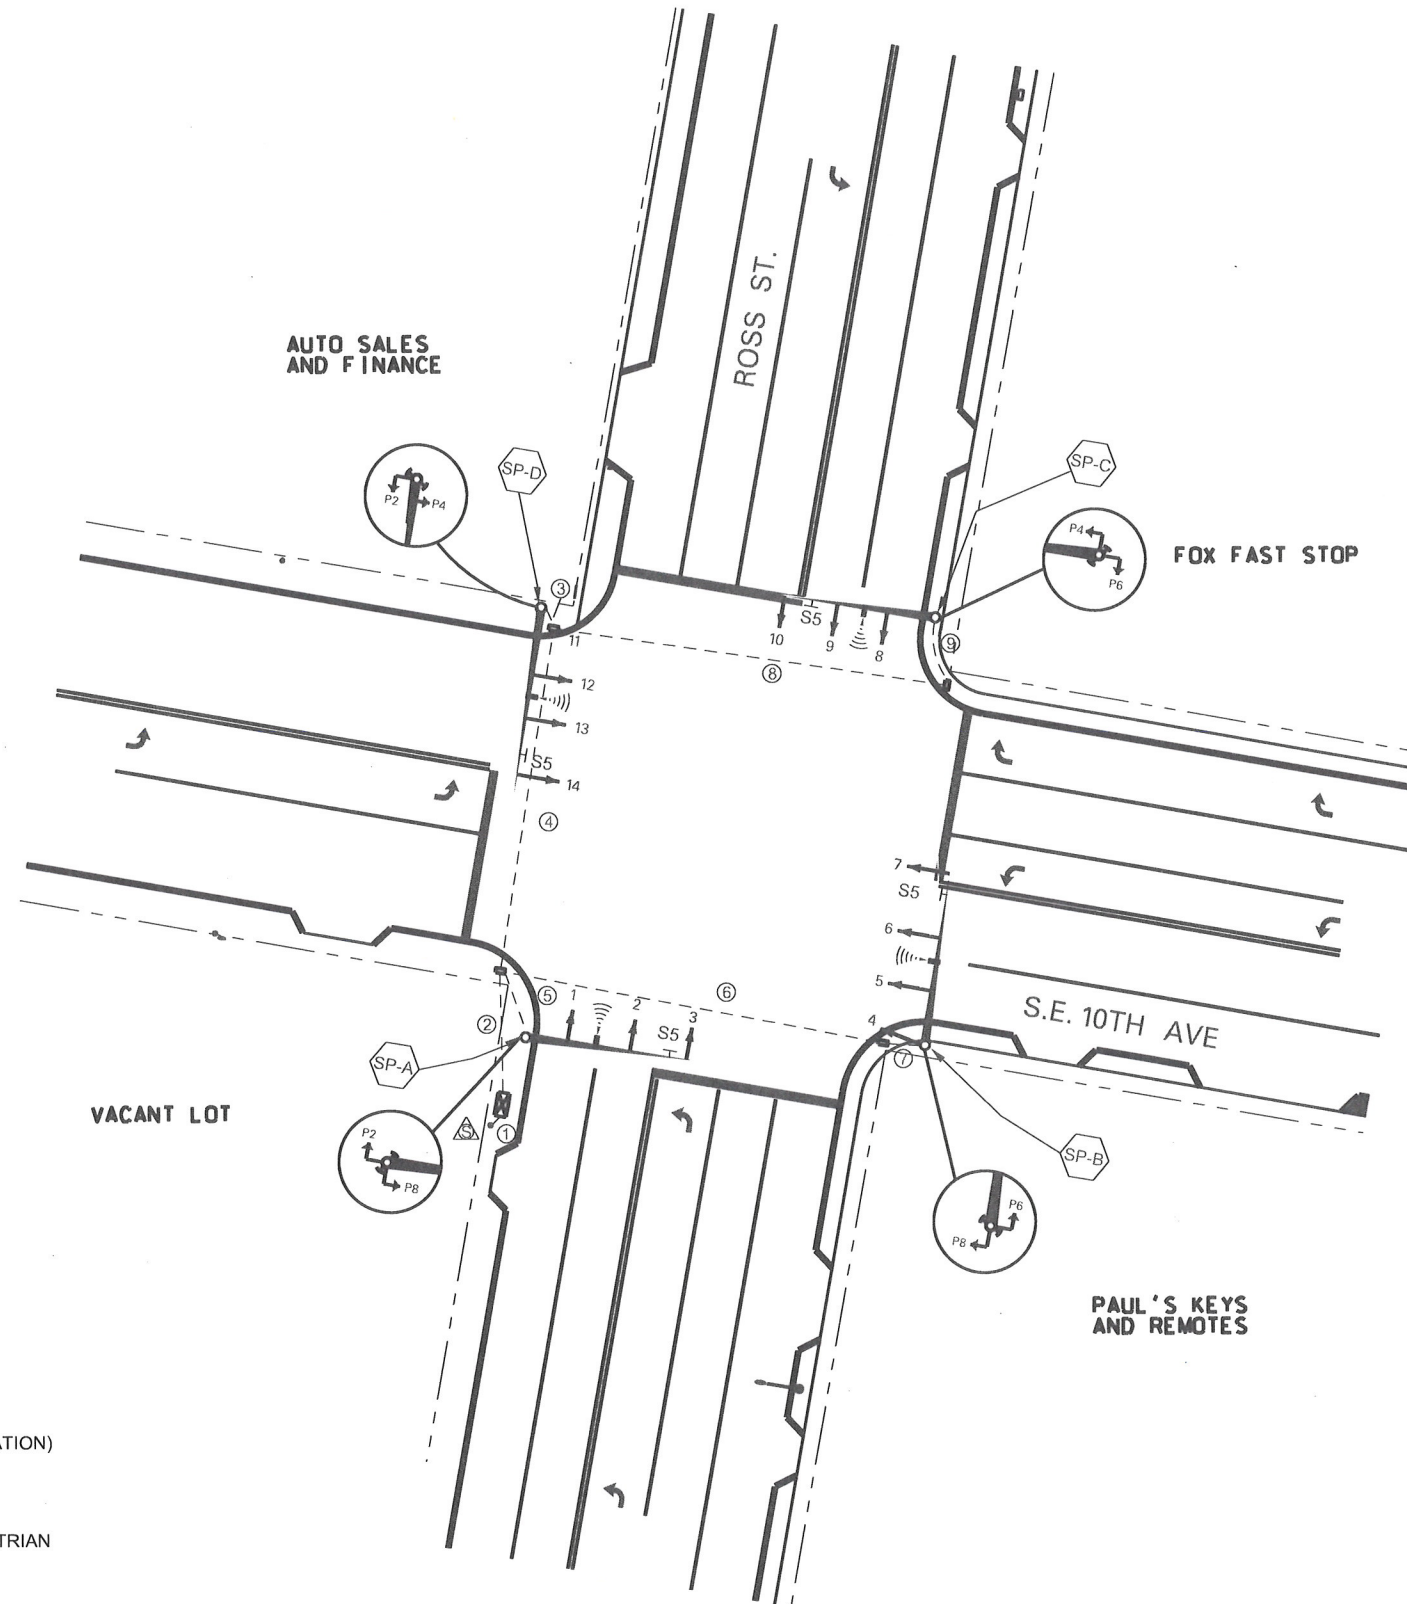 ROSS ST.
AUTO SALES
AND FINANCE
SP-D
SP-C
P2
P4
P4
P6
FOX FAST STOP
③
11
10
S5
9
8
⑨
⑧
12
13
S5
14
④
7
S5
6
5
4
S.E. 10TH AVE
⑥
⑤
1
2
3
S5
②
⑦
SP-A
VACANT LOT
S
①
P2
P8
SP-B
P6
P8
PAUL'S KEYS
AND REMOTES
ATION)
TRIAN